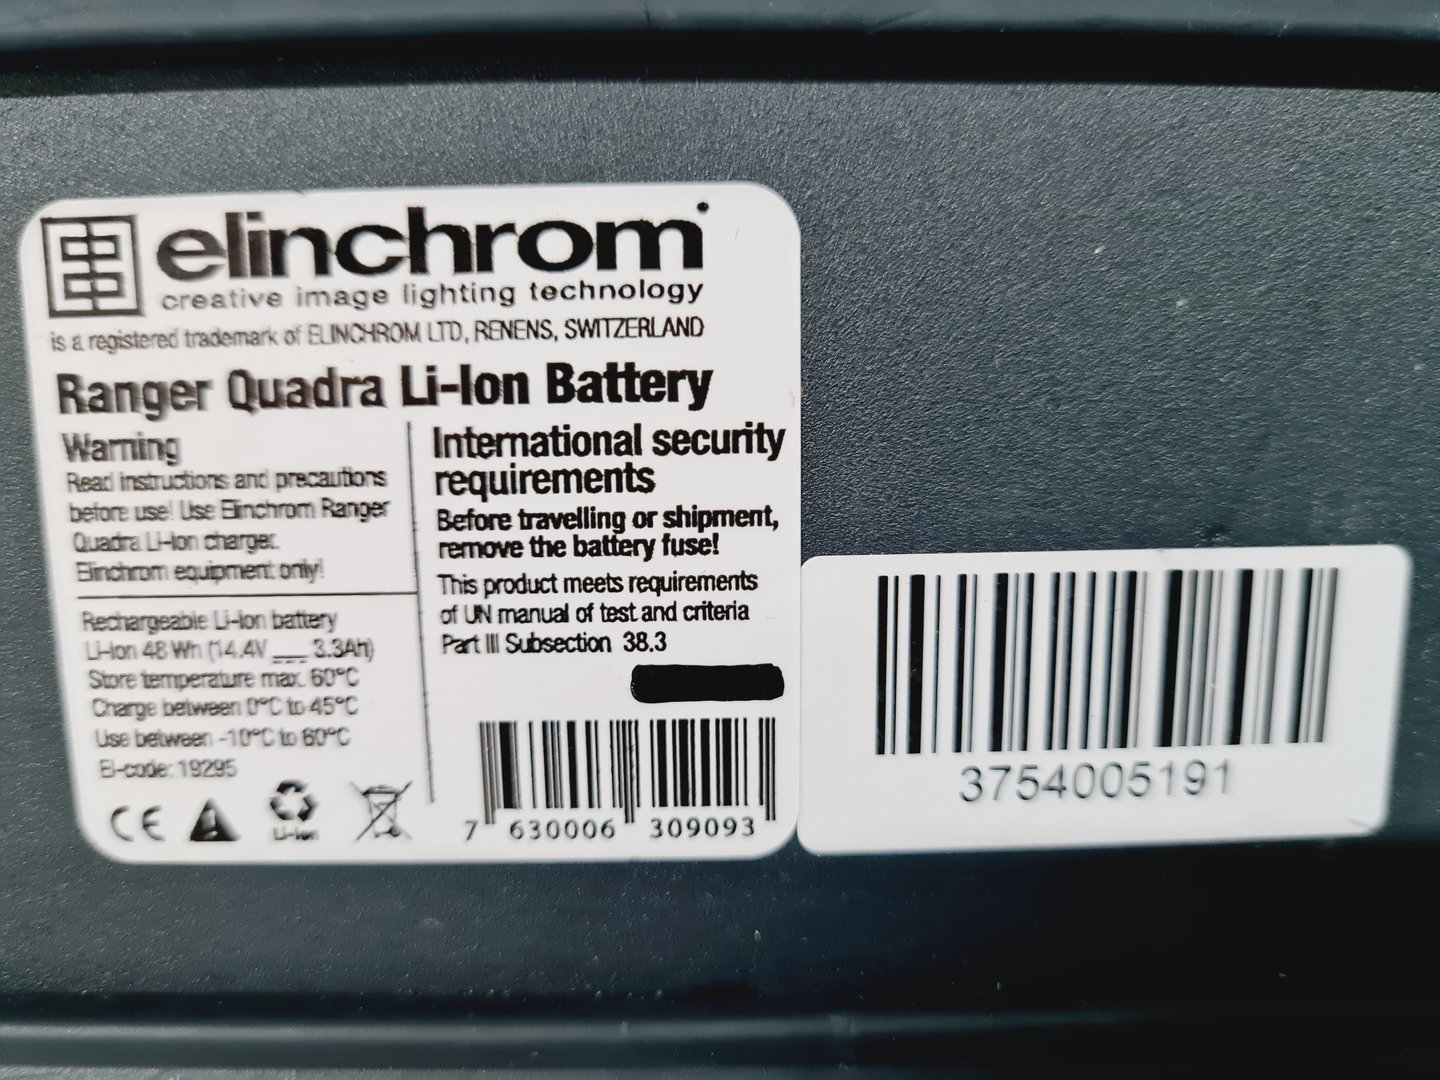 elinchrom
creative image lighting technology
is a registered trademark of ELINCHROM LTD, RENENS, SWITZERLAND
Ranger Quadra Li-Ion Battery
Warning
Read instructions and precautions
before use! Use Elinchrom Ranger
Quadra Li-Ion charger.
Elinchrom equipment only!
Rechargeable Li-Ion battery
Li-Ion 48 Wh (14.4V 3.3Ah)
Store temperature max. 60°C
Charge between 0°C to 45°C
Use between -10°C to 60°C
El-code: 19295
CE
Li-Ion
International security
requirements
Before travelling or shipment,
remove the battery fuse!
This product meets requirements
of UN manual of test and criteria
Part III Subsection 38.3
7 630006 309093
3754005191